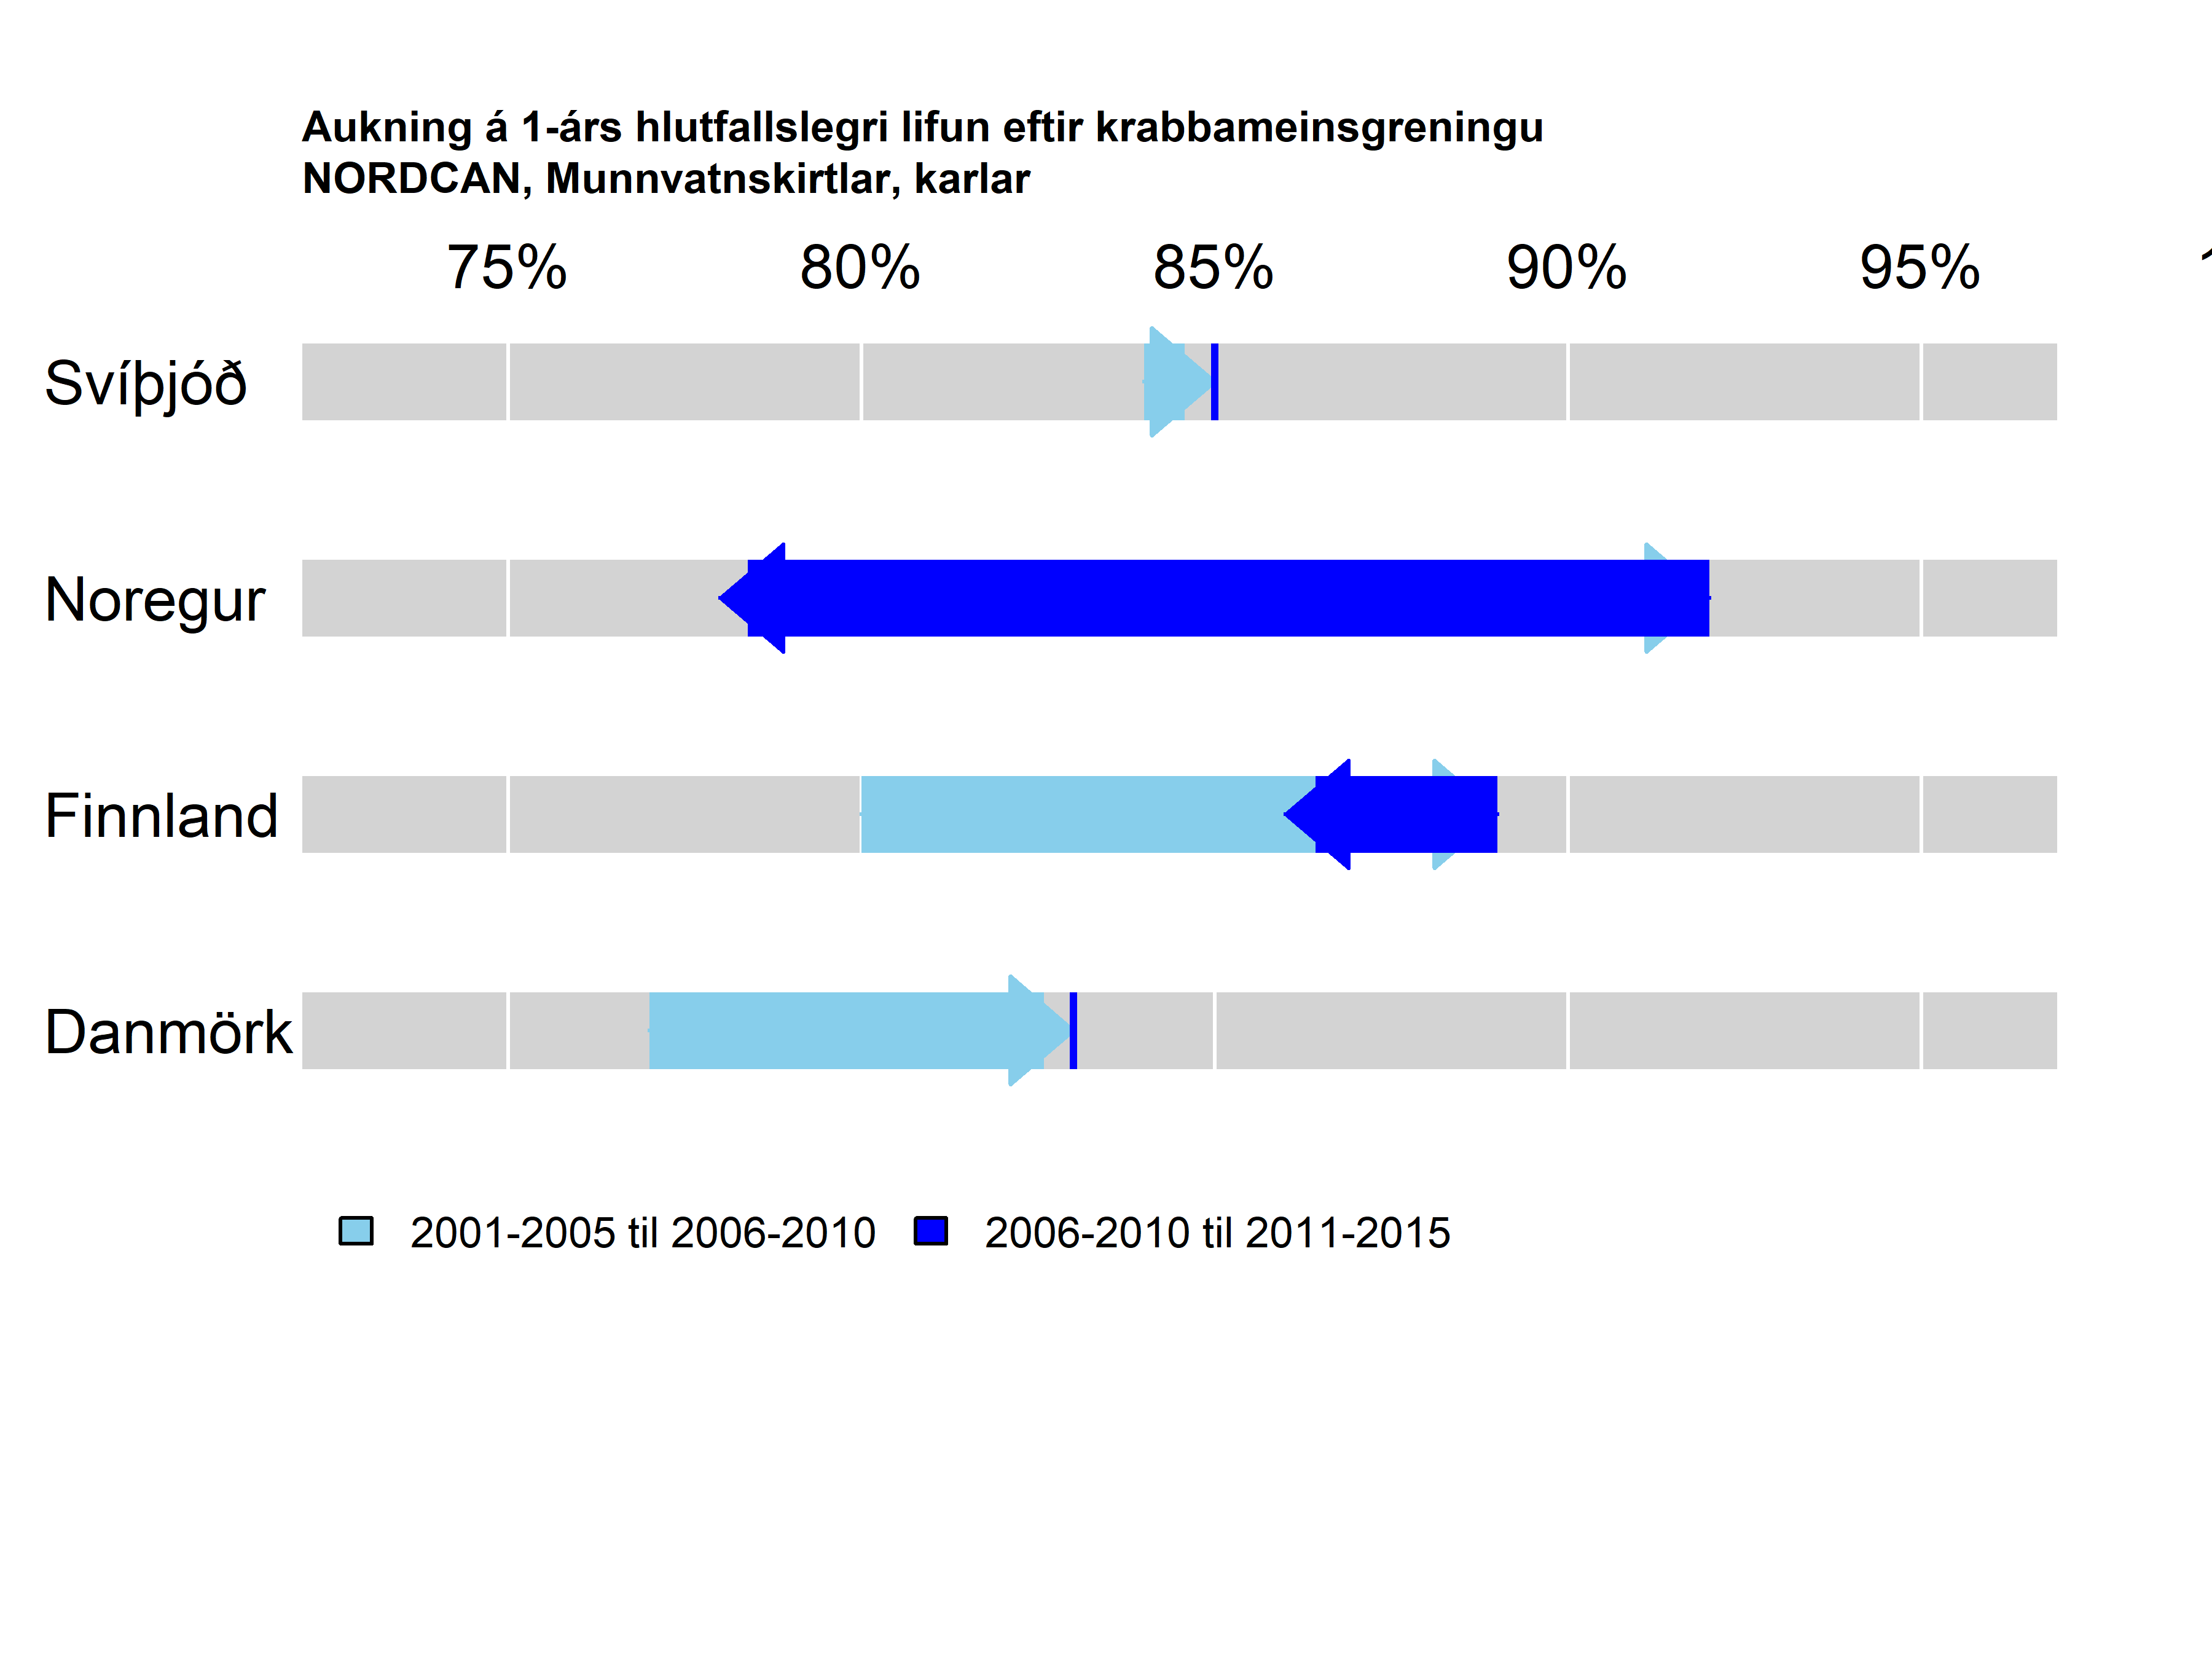 Aukning á 1-árs hlutfallslegri lifun eftir krabbameinsgreningu
NORDCAN, Munnvatnskirtlar, karlar
75% 80% 85% 90% 95%
Svíþjóð
Noregur
Finnland
Danmörk
2001-2005 til 2006-2010 2006-2010 til 2011-2015